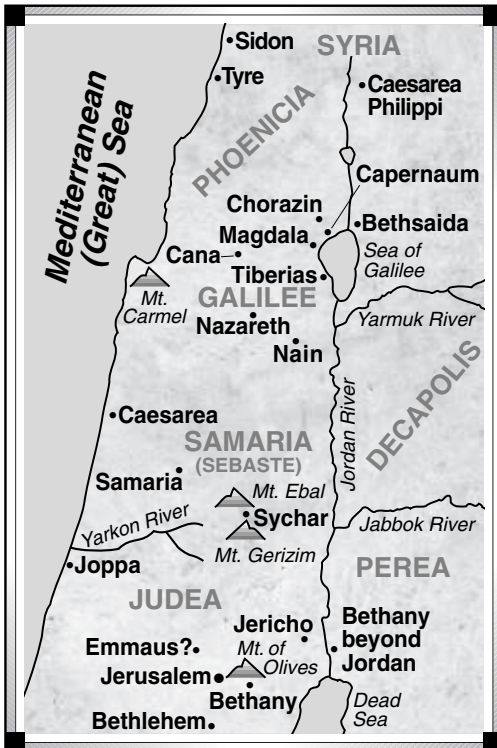 Sidon
SYRIA
Tyre
Caesarea
Philippi
Mediterranean
(Great) Sea
PHOENICIA
Capernaum
Chorazin
Bethsaida
Magdala
Cana
Sea of
Galilee
Tiberias
Mt.
Carmel
GALILEE
Nazareth
Yarmuk River
Nain
DECAPOLIS
Jordan River
Caesarea
SAMARIA
(SEBASTE)
Samaria
Mt. Ebal
Sychar
Yarkon River
Jabbok River
Mt. Gerizim
Joppa
PEREA
JUDEA
Jericho
Bethany
beyond
Jordan
Emmaus?
Mt. of
Olives
Jerusalem
Bethany
Dead
Sea
Bethlehem